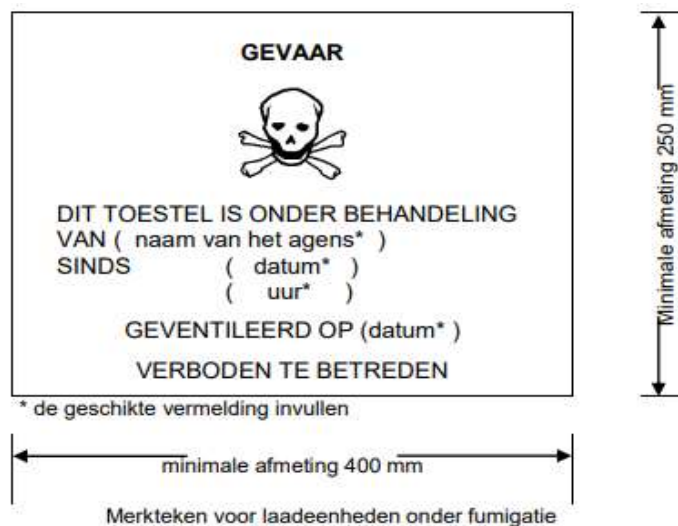 GEVAAR
DIT TOESTEL IS ONDER BEHANDELING
VAN ( naam van het agens* )
SINDS ( datum* )
( uur* )
GEVENTILEERD OP (datum* )
VERBODEN TE BETREDEN
* de geschikte vermelding invullen
minimale afmeting 400 mm
Minimale afmeting 250 mm
Merkteken voor laadeenheden onder fumigatie